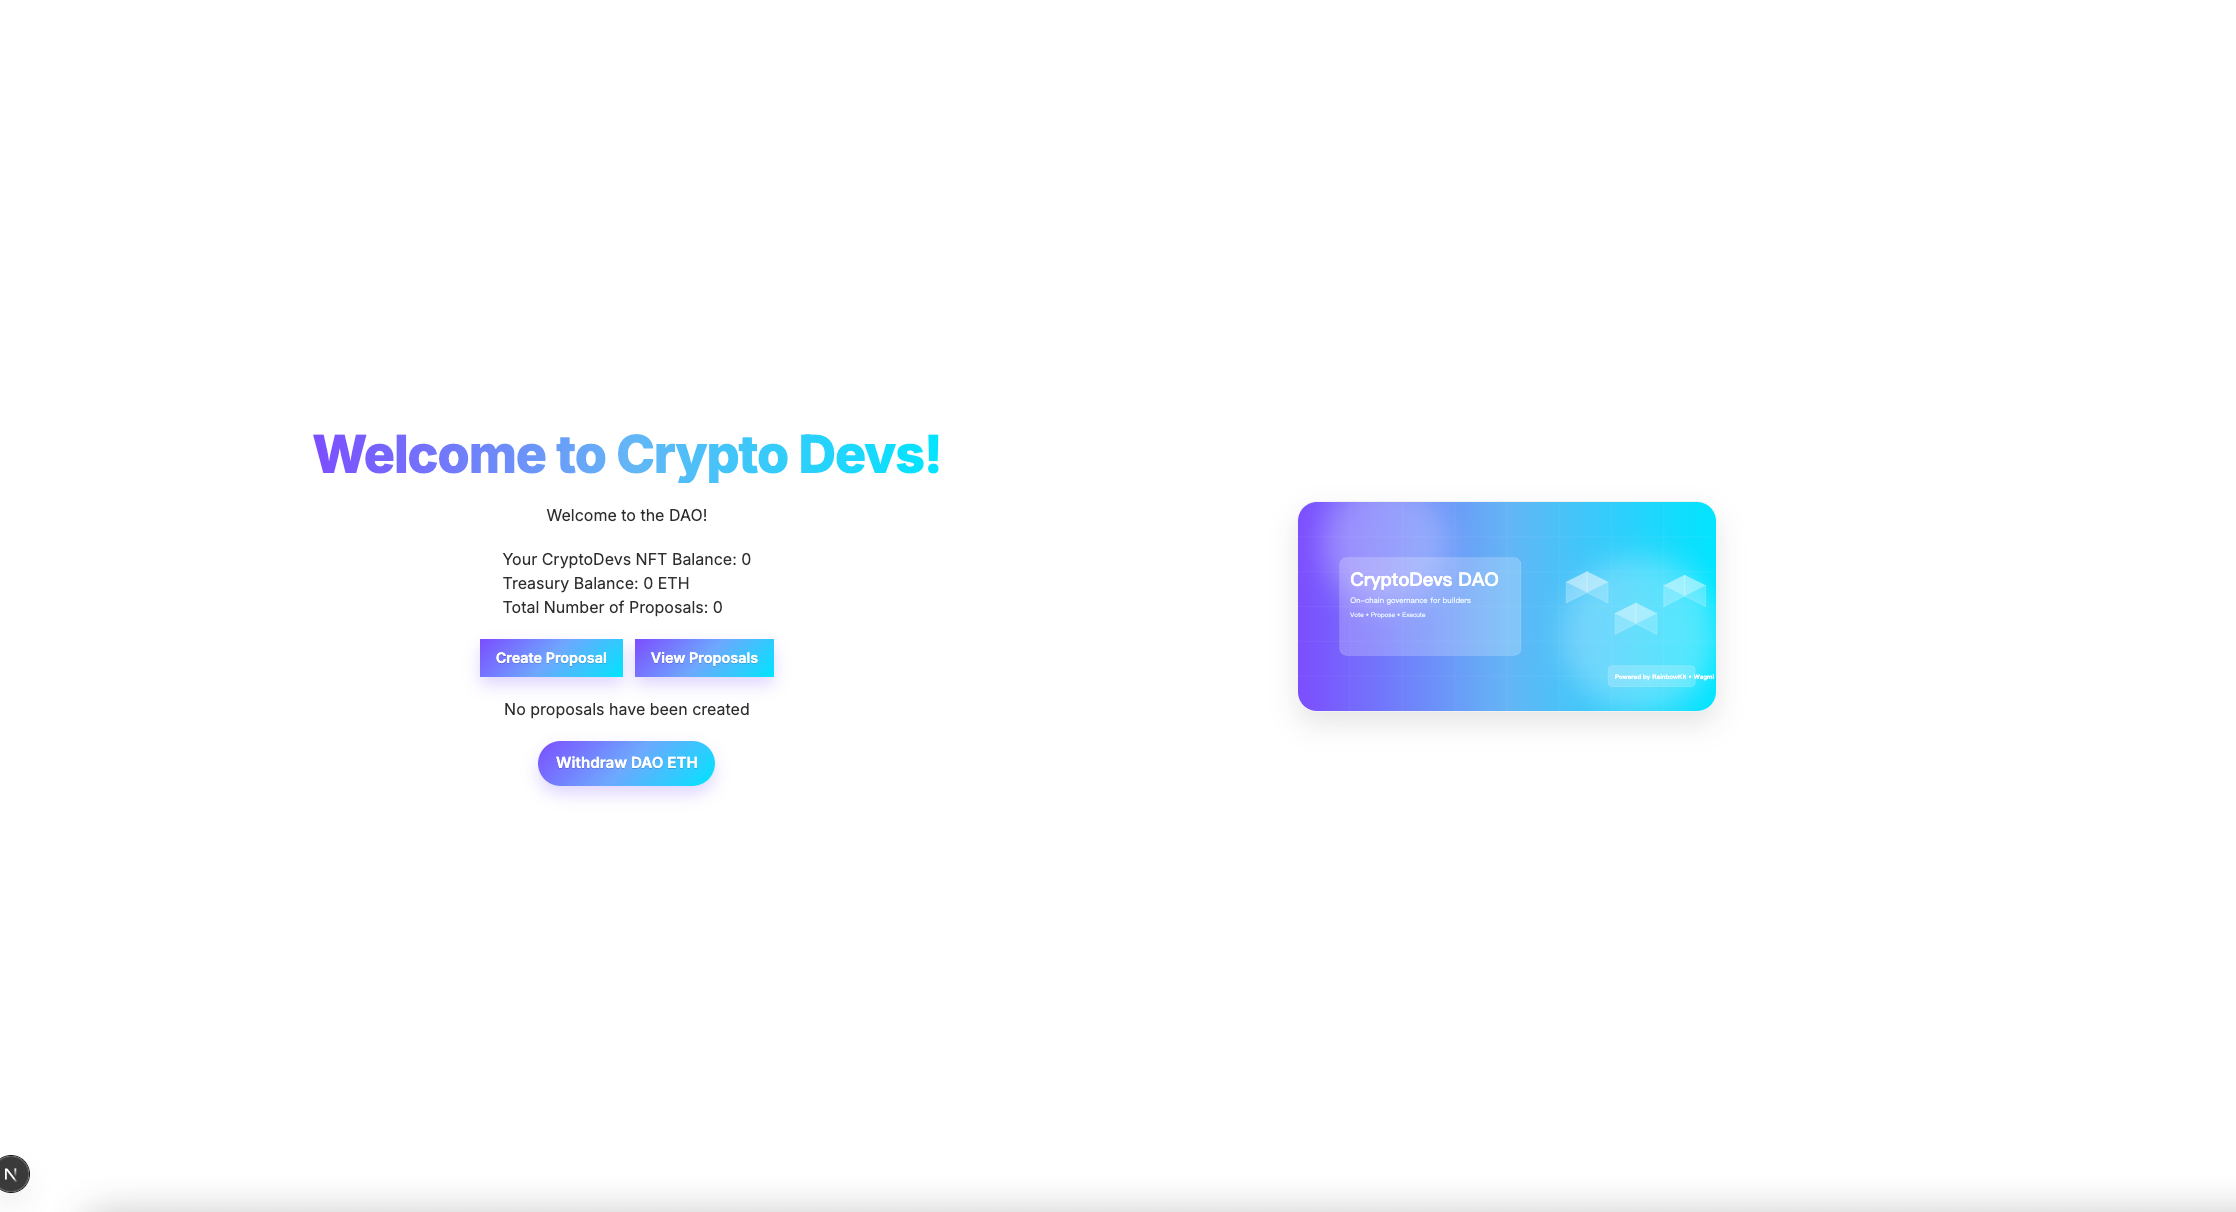 Welcome to Crypto Devs!
Welcome to the DAO!
Your CryptoDevs NFT Balance: 0
Treasury Balance: 0 ETH
Total Number of Proposals: 0
Create Proposal
View Proposals
No proposals have been created
Withdraw DAO ETH
CryptoDevs DAO
On-chain governance for builders
Vote • Propose • Execute
Powered by RainbowKit • Wagmi
N